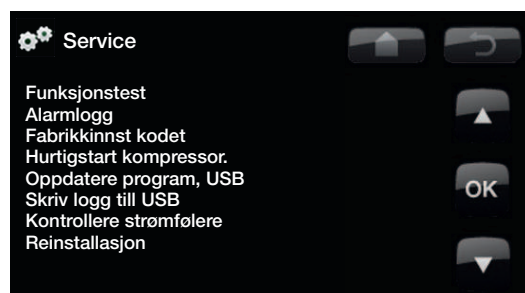 Service
Funksjonstest
Alarmlogg
Fabrikkinnst kodet
Hurtigstart kompressor.
Oppdatere program, USB
Skriv logg till USB
OK
Kontrollere strømfølere
Reinstallasjon